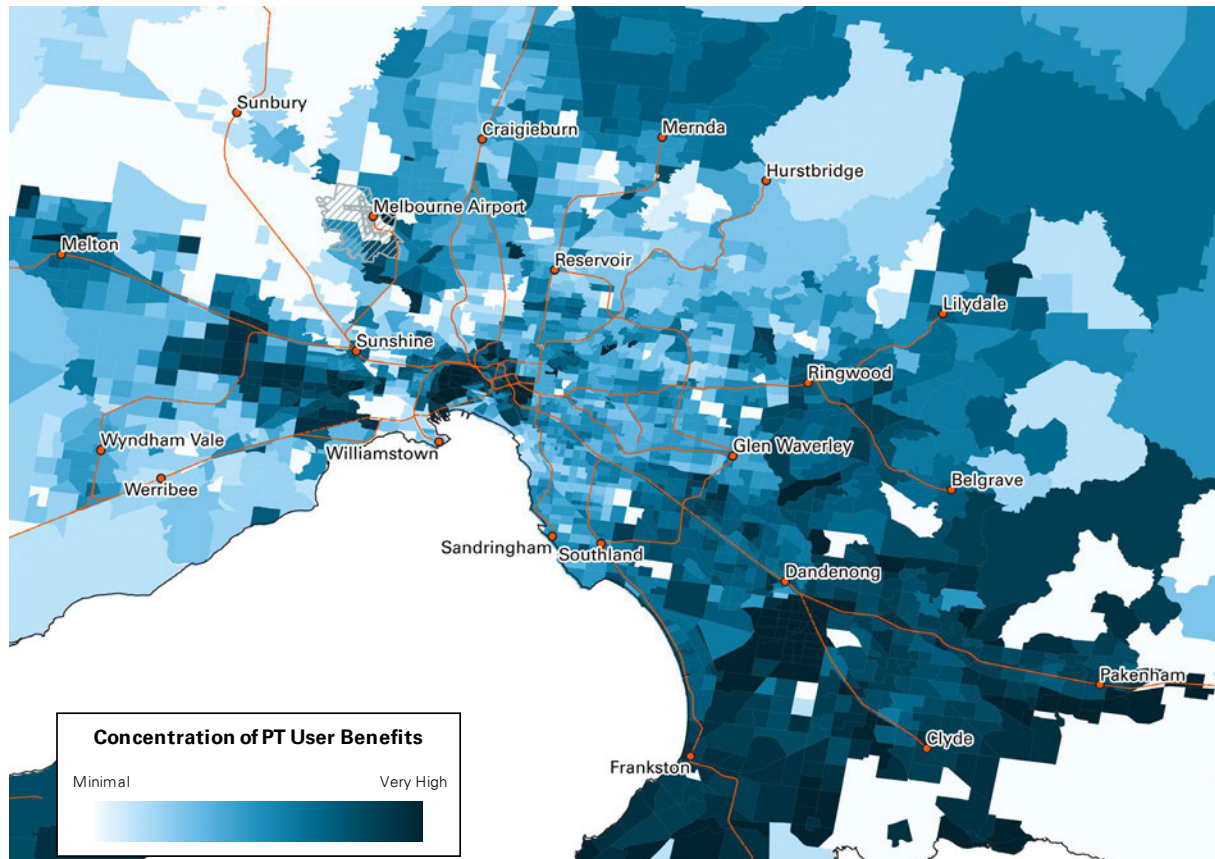 Sunbury
Craigieburn
Mernda
Hurstbridge
Melbourne Airport
Melton
Reservoir
Lilydale
Sunshine
Ringwood
Wyndham Vale
Williamstown
Glen Waverley
Werribee
Belgrave
Sandringham
Southland
Dandenong
Pakenham
Clyde
Frankston
Concentration of PT User Benefits
Minimal
Very High